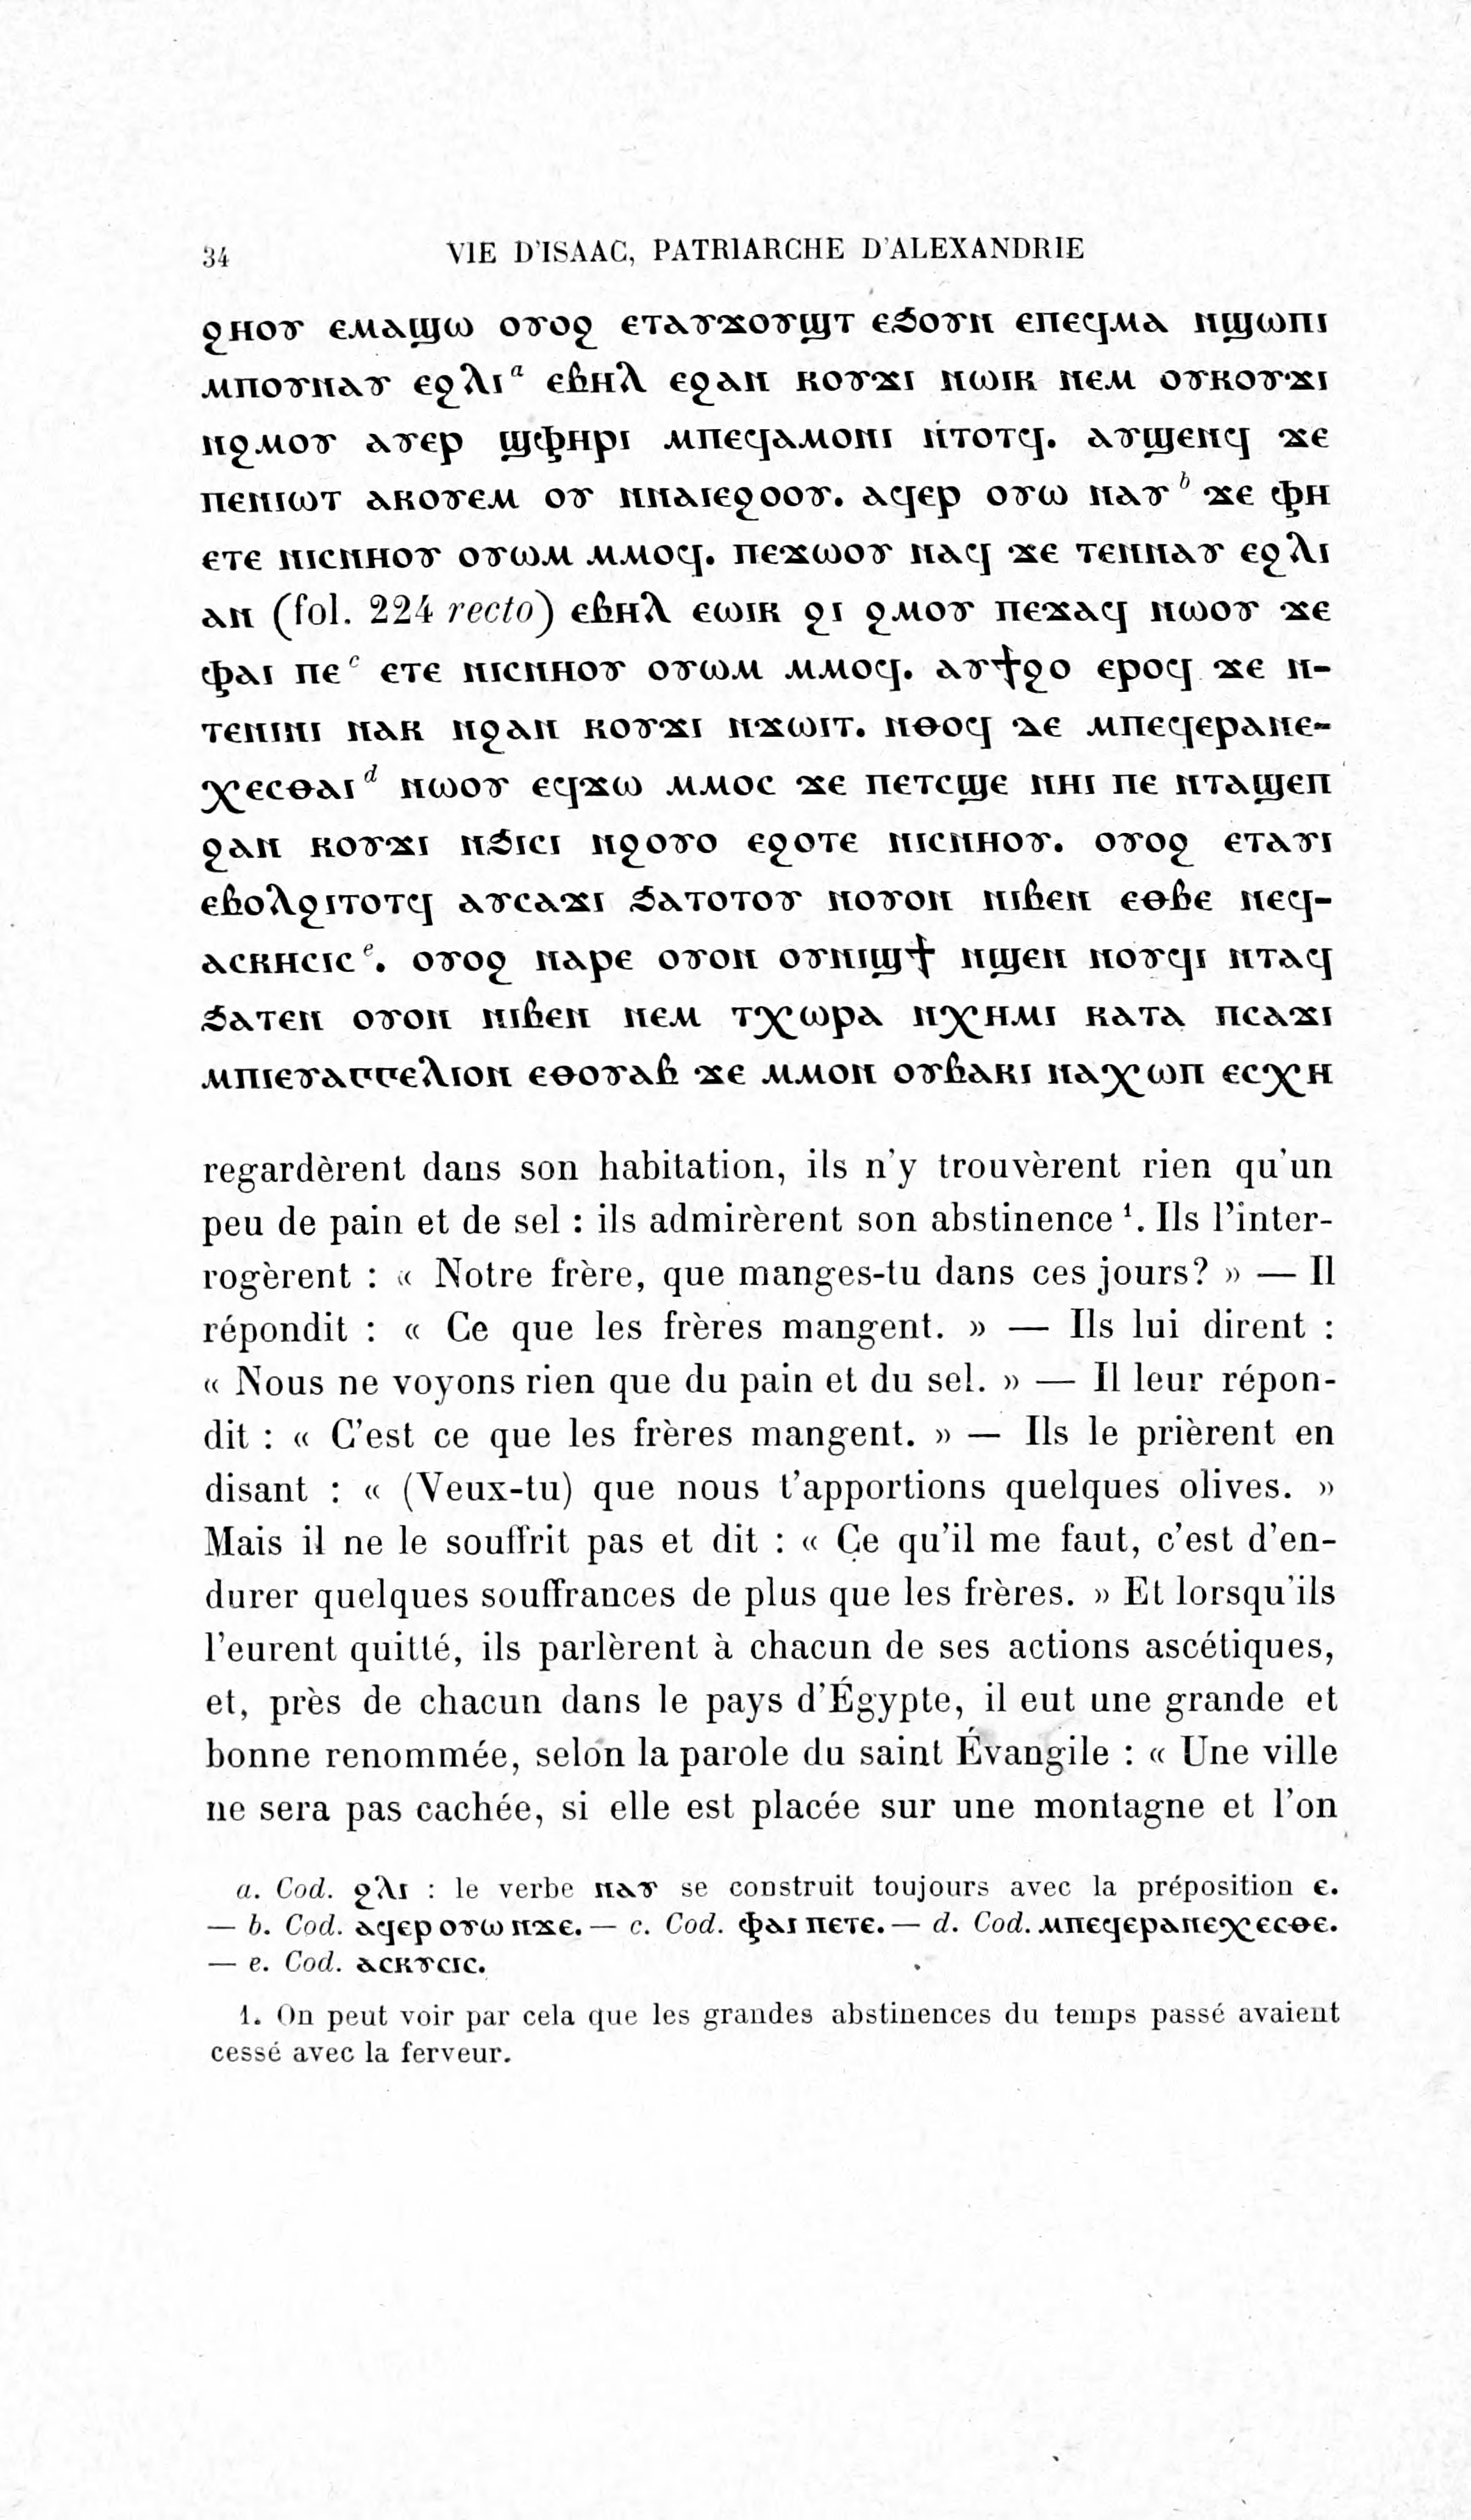 34 VIE D'ISAAC, PATRIARCHE D'ALEXANDRIE
ϩⲏⲟⲩ ⲉⲙⲁϣⲱ ⲟⲩⲟϩ ⲉⲧⲁⲩϫⲟⲩϣⲧ ⲉϧⲟⲩⲛ ⲉⲡⲉϥⲙⲁ ⲛϣⲱⲡⲓ
ⲙⲡⲟⲩⲛⲁⲩ ⲉϩⲗⲓᵃ ⲉⲃⲏⲗ ⲉϩⲁⲛ ⲕⲟⲩϫⲓ ⲛⲱⲓⲕ ⲛⲉⲙ ⲟⲩⲕⲟⲩϫⲓ
ⲛϩⲙⲟⲩ ⲁⲩⲉⲣ ϣⲫⲏⲣⲓ ⲙⲡⲉϥⲁⲙⲟⲛⲓ ⲛ̇ⲧⲟⲧϥ. ⲁⲩϣⲉⲛϥ ϫⲉ
ⲡⲉⲛⲓⲱⲧ ⲁⲕⲟⲩⲉⲙ ⲟⲩ ⲛⲛⲁⲓⲉϩⲟⲟⲩ. ⲁϥⲉⲣ ⲟⲩⲱ ⲛⲁⲩᵇ ϫⲉ ⲫⲏ
ⲉⲧⲉ ⲛⲓⲥⲛⲏⲟⲩ ⲟⲩⲱⲙ ⲙⲙⲟϥ. ⲡⲉϫⲱⲟⲩ ⲛⲁϥ ϫⲉ ⲧⲉⲛⲛⲁⲩ ⲉϩⲗⲓ
ⲁⲛ (fol. 224 recto) ⲉⲃⲏⲗ ⲉⲱⲓⲕ ϩⲓ ϩⲙⲟⲩ ⲡⲉϫⲁϥ ⲛⲱⲟⲩ ϫⲉ
ⲫⲁⲓ ⲡⲉᶜ ⲉⲧⲉ ⲛⲓⲥⲛⲏⲟⲩ ⲟⲩⲱⲙ ⲙⲙⲟϥ. ⲁⲩϯϩⲟ ⲉⲣⲟϥ ϫⲉ ⲛ-
ⲧⲉⲛⲓⲛⲓ ⲛⲁⲕ ⲛϩⲁⲛ ⲕⲟⲩϫⲓ ⲛϫⲱⲓⲧ. ⲛⲑⲟϥ ⲇⲉ ⲙⲡⲉϥⲉⲣⲁⲛⲉ-
ⲭⲉⲥⲑⲁⲓᵈ ⲛⲱⲟⲩ ⲉϥϫⲱ ⲙⲙⲟⲥ ϫⲉ ⲡⲉⲧⲥϣⲉ ⲛⲏⲓ ⲡⲉ ⲛⲧⲁϣⲉⲡ
ϩⲁⲛ ⲕⲟⲩϫⲓ ⲛϧⲓⲥⲓ ⲛϩⲟⲩⲟ ⲉϩⲟⲧⲉ ⲛⲓⲥⲛⲏⲟⲩ. ⲟⲩⲟϩ ⲉⲧⲁⲩⲓ
ⲉⲃⲟⲗϩⲓⲧⲟⲧϥ ⲁⲩⲥⲁϫⲓ ϧⲁⲧⲟⲧⲟⲩ ⲛⲟⲩⲟⲛ ⲛⲓⲃⲉⲛ ⲉⲑⲃⲉ ⲛⲉϥ-
ⲁⲥⲕⲏⲥⲓⲥᵉ. ⲟⲩⲟϩ ⲛⲁⲣⲉ ⲟⲩⲟⲛ ⲟⲩⲛⲓϣϯ ⲛϣⲉⲛ ⲛⲟⲩϥⲓ ⲛⲧⲁϥ
ϧⲁⲧⲉⲛ ⲟⲩⲟⲛ ⲛⲓⲃⲉⲛ ⲛⲉⲙ ⲧⲭⲱⲣⲁ ⲛⲭⲏⲙⲓ ⲕⲁⲧⲁ ⲡⲥⲁϫⲓ
ⲙⲡⲓⲉⲩⲁⲅⲅⲉⲗⲓⲟⲛ ⲉⲑⲟⲩⲁⲃ ϫⲉ ⲙⲙⲟⲛ ⲟⲩⲃⲁⲕⲓ ⲛⲁⲭⲱⲡ ⲉⲥⲭⲏ
regardèrent dans son habitation, ils n'y trouvèrent rien qu'un
peu de pain et de sel : ils admirèrent son abstinence ¹. Ils l'inter-
rogèrent : « Notre frère, que manges-tu dans ces jours? » — Il
répondit : « Ce que les frères mangent. » — Ils lui dirent :
« Nous ne voyons rien que du pain et du sel. » — Il leur répon-
dit : « C'est ce que les frères mangent. » — Ils le prièrent en
disant : « (Veux-tu) que nous t'apportions quelques olives. »
Mais il ne le souffrit pas et dit : « Ce qu'il me faut, c'est d'en-
durer quelques souffrances de plus que les frères. » Et lorsqu'ils
l'eurent quitté, ils parlèrent à chacun de ses actions ascétiques,
et, près de chacun dans le pays d'Égypte, il eut une grande et
bonne renommée, selon la parole du saint Évangile : « Une ville
ne sera pas cachée, si elle est placée sur une montagne et l'on
a. Cod. ϩⲗⲓ : le verbe ⲛⲁⲩ se construit toujours avec la préposition ⲉ.
— b. Cod. ⲁϥⲉⲣ ⲟⲩⲱ ⲛϫⲉ. — c. Cod. ⲫⲁⲓ ⲡⲉⲧⲉ. — d. Cod. ⲙⲡⲉϥⲉⲣⲁⲛⲉⲭⲉⲥⲑⲉ.
— e. Cod. ⲁⲥⲕⲩⲥⲓⲥ.
1. On peut voir par cela que les grandes abstinences du temps passé avaient
cessé avec la ferveur.